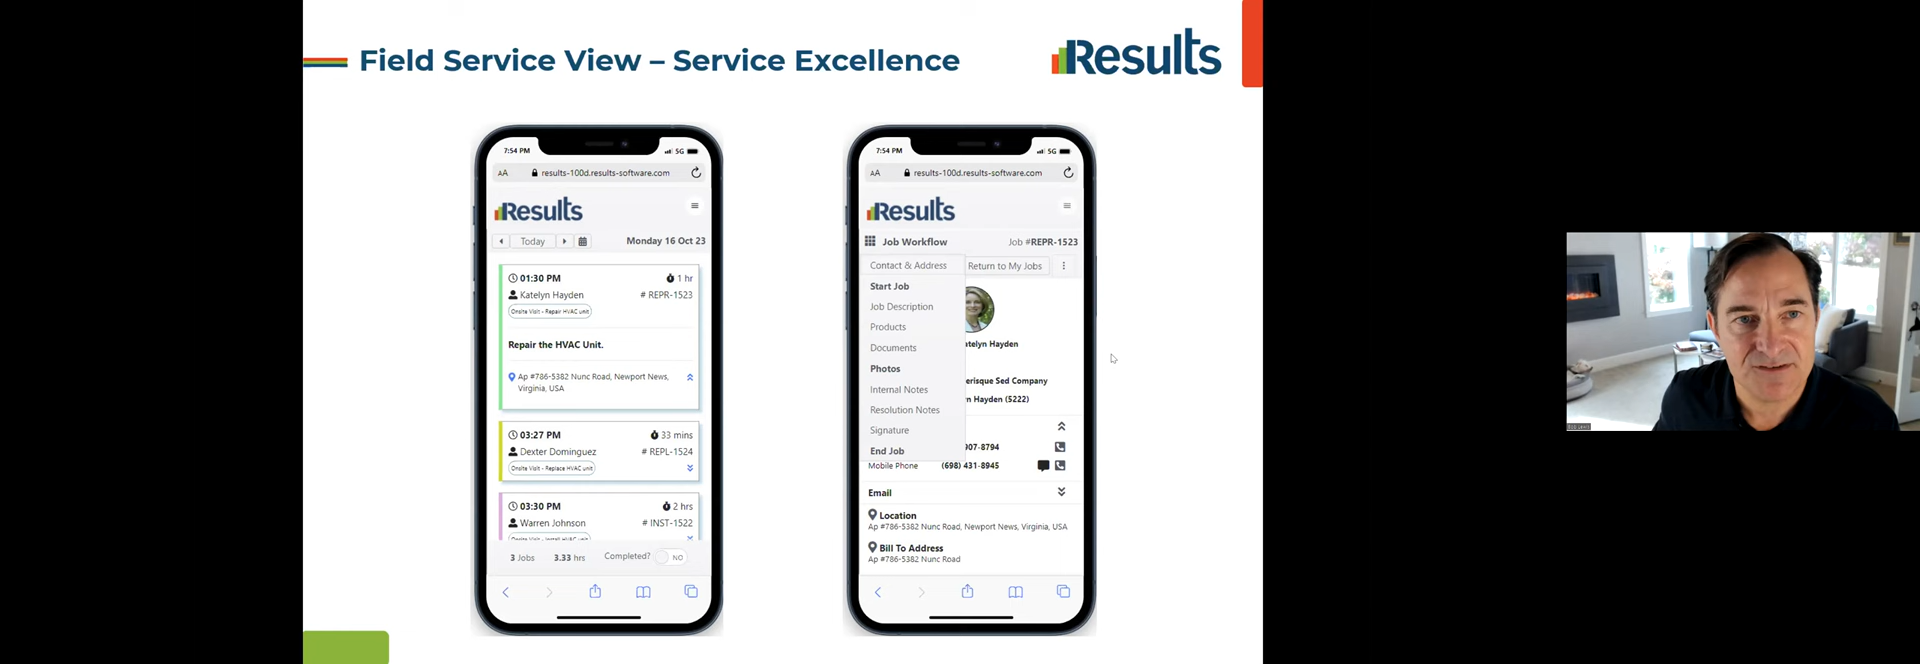 Field Service View – Service Excellence
Results
7:54 PM
5G
AA
results-100d.results-software.com
Results
Today
Monday 16 Oct 23
01:30 PM
1 hr
Katelyn Hayden
# REPR-1523
Onsite Visit - Repair HVAC unit
Repair the HVAC Unit.
Ap #786-5382 Nunc Road, Newport News,
Virginia, USA
03:27 PM
33 mins
Dexter Dominguez
# REPL-1524
Onsite Visit - Replace HVAC unit
03:30 PM
2 hrs
Warren Johnson
# INST-1522
Onsite Visit - Install HVAC unit
3 Jobs
3.33 hrs
Completed?
NO
7:54 PM
5G
AA
results-100d.results-software.com
Results
Job Workflow
Job #REPR-1523
Contact & Address
Return to My Jobs
Start Job
Job Description
Products
Documents
Photos
Internal Notes
Resolution Notes
Signature
End Job
atelyn Hayden
erisque Sed Company
n Hayden (5222)
907-8794
Mobile Phone
(698) 431-8945
Email
Location
Ap #786-5382 Nunc Road, Newport News, Virginia, USA
Bill To Address
Ap #786-5382 Nunc Road